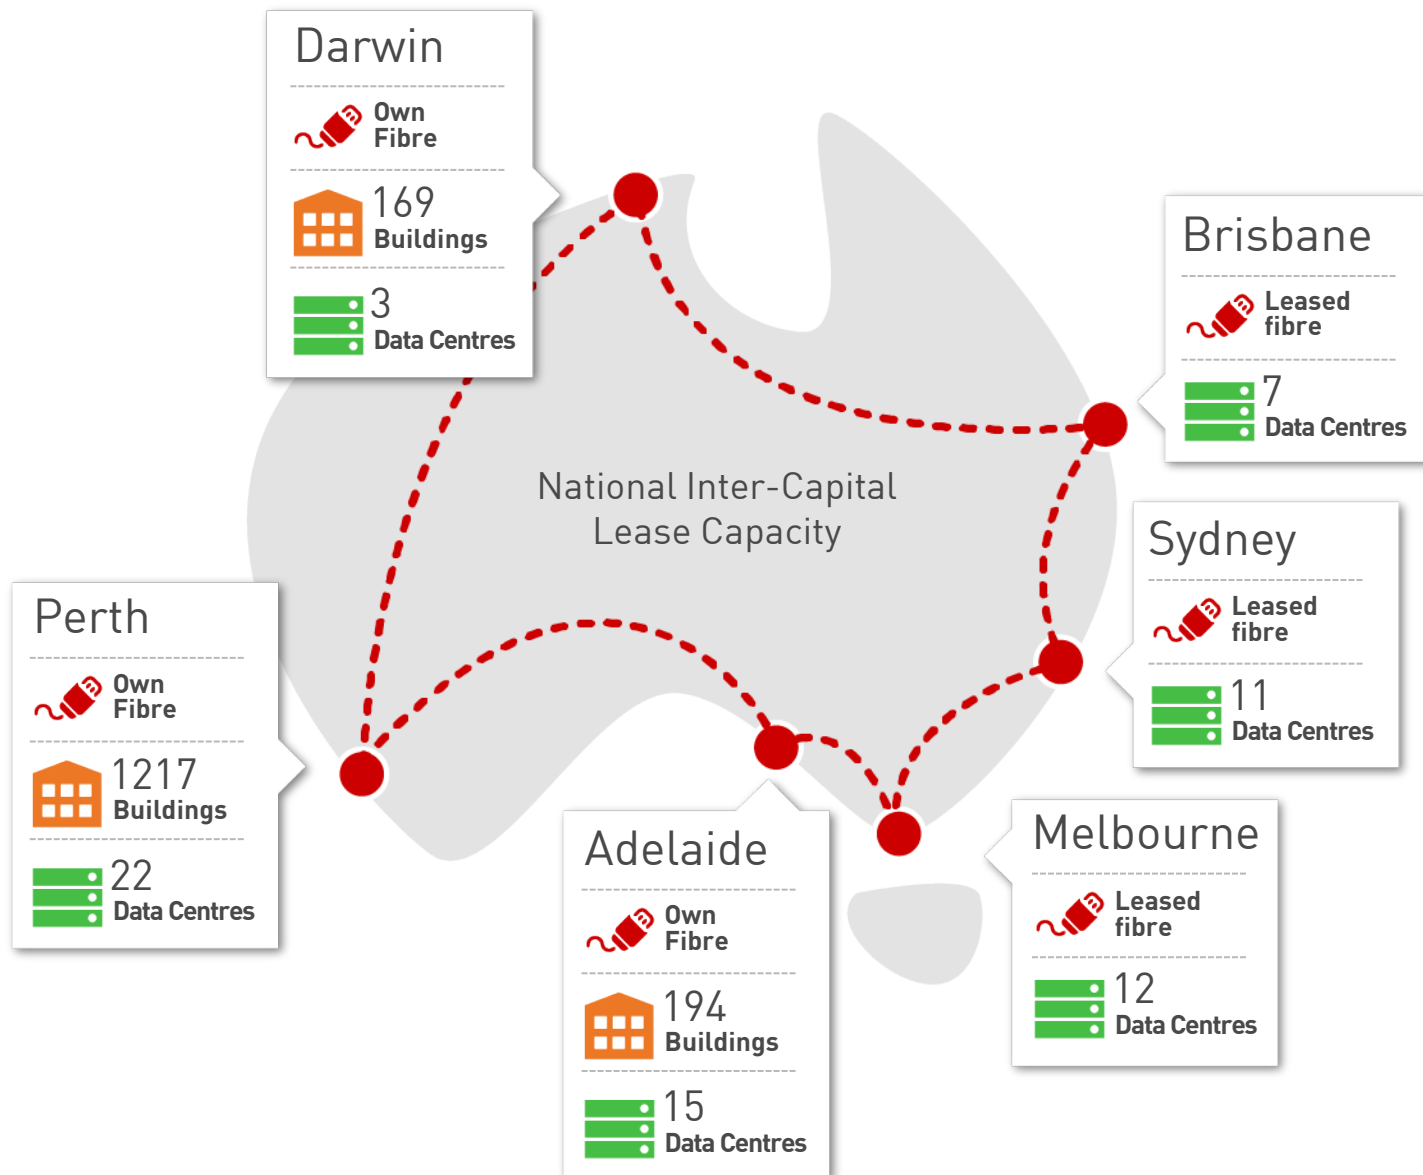 Darwin
Own
Fibre
169
Buildings
3
Data Centres
Brisbane
Leased
fibre
7
Data Centres
National Inter-Capital
Lease Capacity
Sydney
Leased
fibre
11
Data Centres
Perth
Own
Fibre
1217
Buildings
22
Data Centres
Adelaide
Own
Fibre
194
Buildings
15
Data Centres
Melbourne
Leased
fibre
12
Data Centres